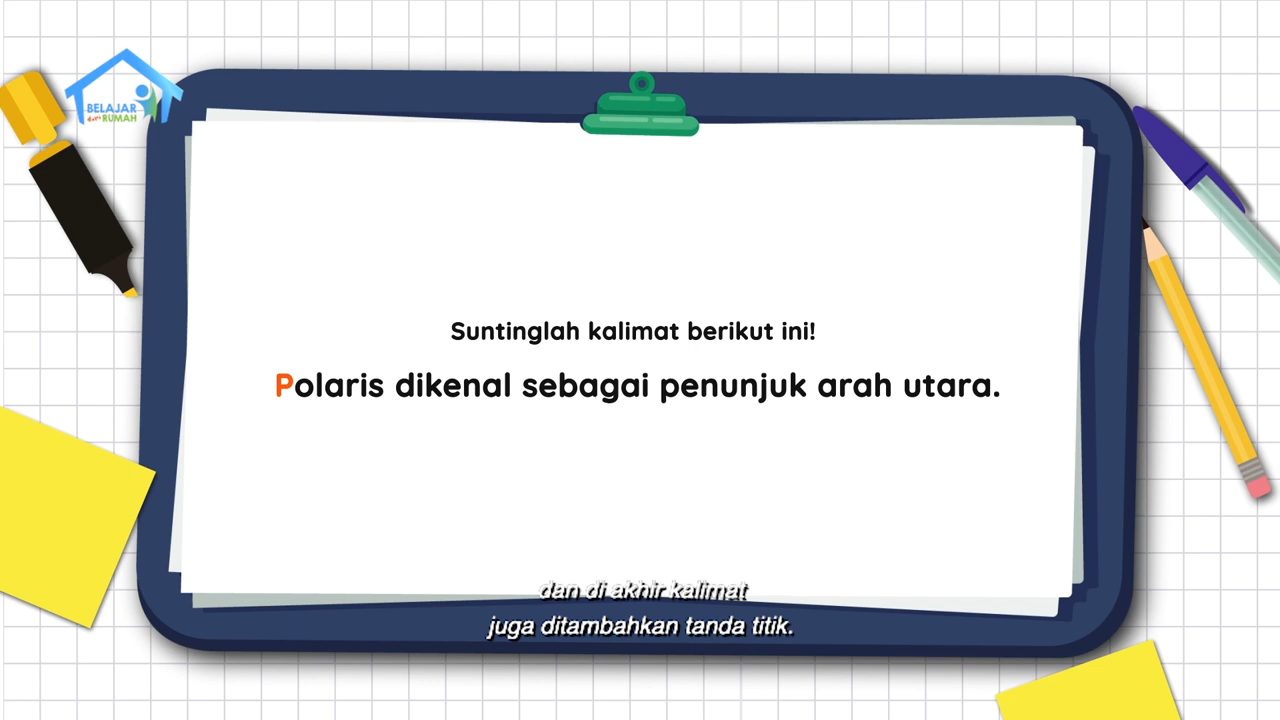 BELAJAR
dari RUMAH
Suntinglah kalimat berikut ini!
Polaris dikenal sebagai penunjuk arah utara.
dan di akhir kalimat
juga ditambahkan tanda titik.